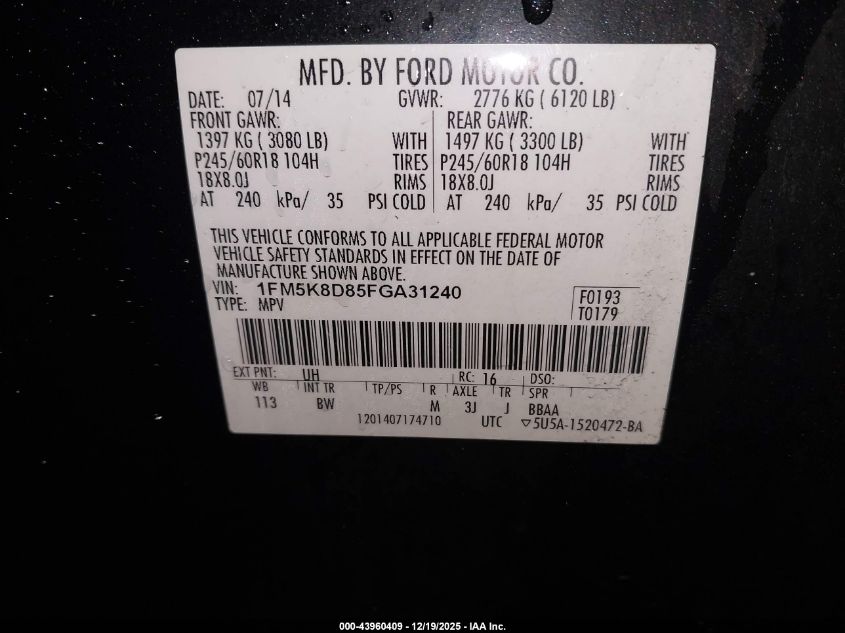 MFD. BY FORD MOTOR CO.
DATE: 07/14 GVWR: 2776 KG ( 6120 LB)
FRONT GAWR: REAR GAWR:
1397 KG ( 3080 LB) WITH 1497 KG ( 3300 LB) WITH
P245/60R18 104H TIRES P245/60R18 104H TIRES
18X8.0J RIMS 18X8.0J RIMS
AT 240 kPa/ 35 PSI COLD AT 240 kPa/ 35 PSI COLD
THIS VEHICLE CONFORMS TO ALL APPLICABLE FEDERAL MOTOR
VEHICLE SAFETY STANDARDS IN EFFECT ON THE DATE OF
MANUFACTURE SHOWN ABOVE.
VIN: 1FM5K8D85FGA31240 F0193
TYPE: MPV T0179
EXT PNT: UH RC: 16 DSO:
WB INT TR TP/PS R AXLE TR SPR
113 BW M 3J J BBAA
1201407174710 UTC ▽5U5A-1520472-BA
000-43960409 - 12/19/2025 - IAA Inc.